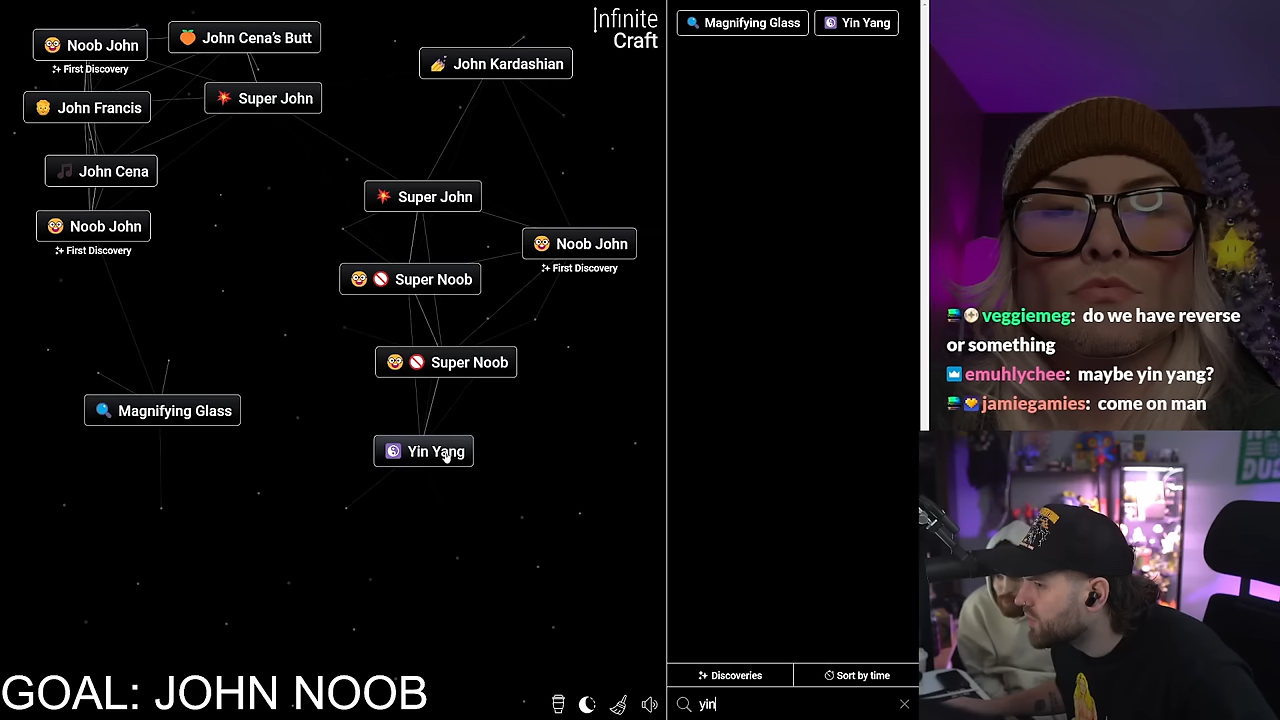 Noob John
First Discovery
John Cena's Butt
John Francis
Super John
John Cena
Noob John
First Discovery
Magnifying Glass
Infinite
Craft
John Kardashian
Super John
Noob John
First Discovery
Super Noob
Super Noob
Yin Yang
GOAL: JOHN NOOB
Magnifying Glass
Yin Yang
Discoveries
Sort by time
yin
veggiemeg: do we have reverse
or something
emuhlychee: maybe yin yang?
jamiegamies: come on man